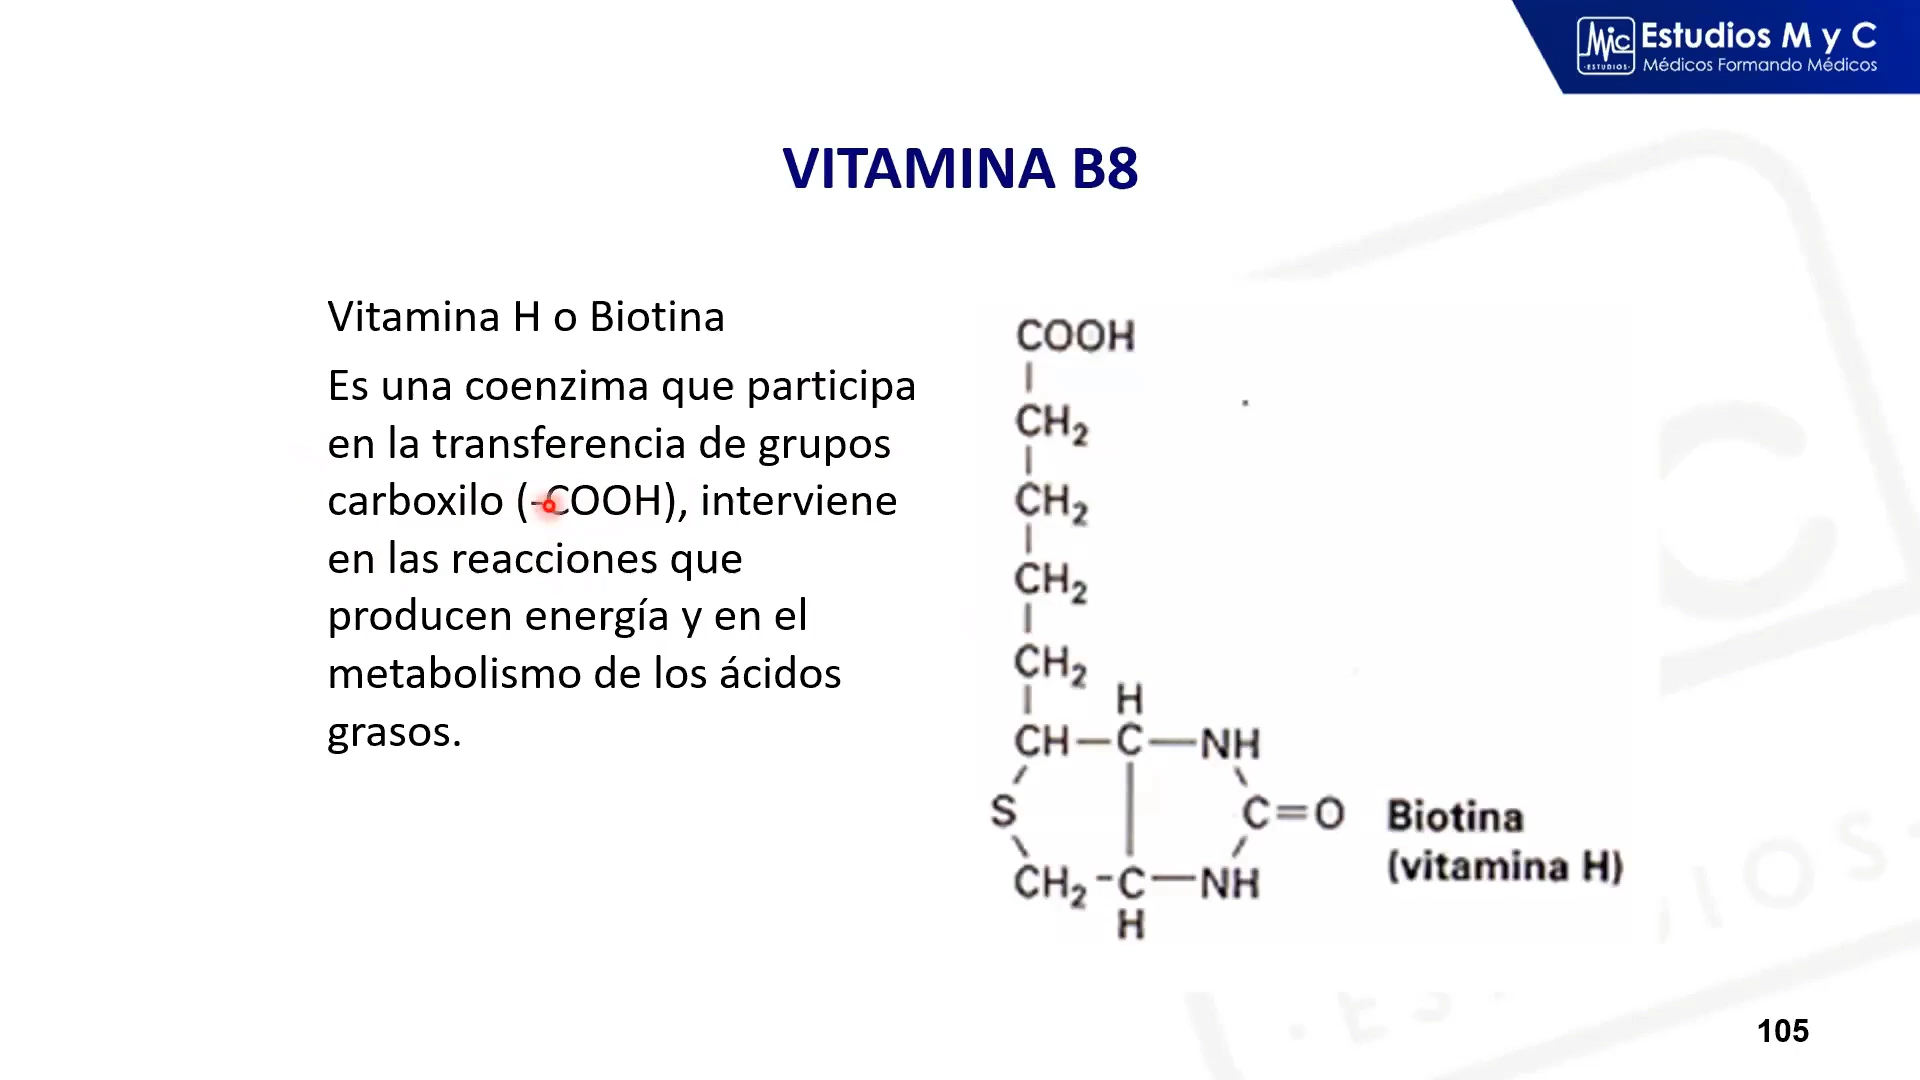 Mic
·ESTUDIOS·
Estudios M y C
Médicos Formando Médicos
VITAMINA B8
Vitamina H o Biotina
Es una coenzima que participa
en la transferencia de grupos
carboxilo (-COOH), interviene
en las reacciones que
producen energía y en el
metabolismo de los ácidos
grasos.
COOH
CH₂
CH₂
CH₂
CH₂
H
CH—C—NH
S
C=O
CH₂-C—NH
H
Biotina
(vitamina H)
105